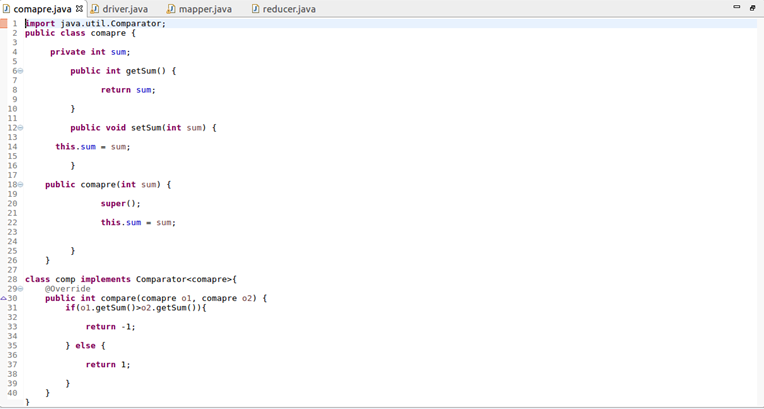 comapre.java driver.java mapper.java reducer.java
1 import java.util.Comparator;
2 public class comapre {
3
4 private int sum;
5
6 public int getSum() {
7
8 return sum;
9
10 }
11
12 public void setSum(int sum) {
13
14 this.sum = sum;
15
16 }
17
18 public comapre(int sum) {
19
20 super();
21
22 this.sum = sum;
23
24
25 }
26 }
27
28 class comp implements Comparator<comapre>{
29 @Override
30 public int compare(comapre o1, comapre o2) {
31 if(o1.getSum()>o2.getSum()){
32
33 return -1;
34
35 } else {
36
37 return 1;
38
39 }
40 }
}